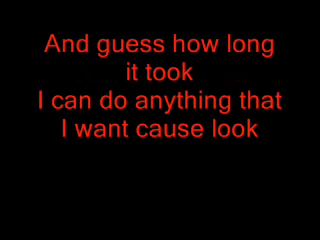 And guess how long
it took
I can do anything that
I want cause look